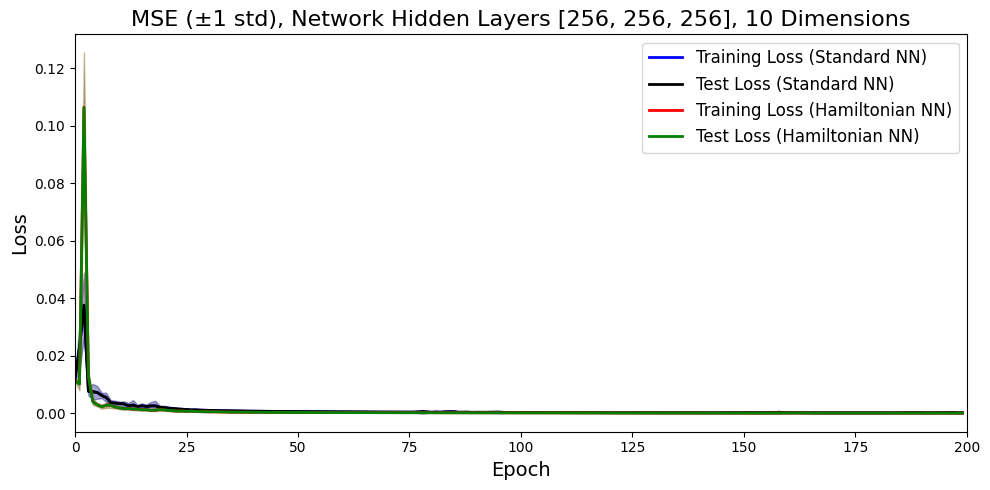 MSE (±1 std), Network Hidden Layers [256, 256, 256], 10 Dimensions
Training Loss (Standard NN)
Test Loss (Standard NN)
Training Loss (Hamiltonian NN)
Test Loss (Hamiltonian NN)
Loss
0.12
0.10
0.08
0.06
0.04
0.02
0.00
0 25 50 75 100 125 150 175 200
Epoch